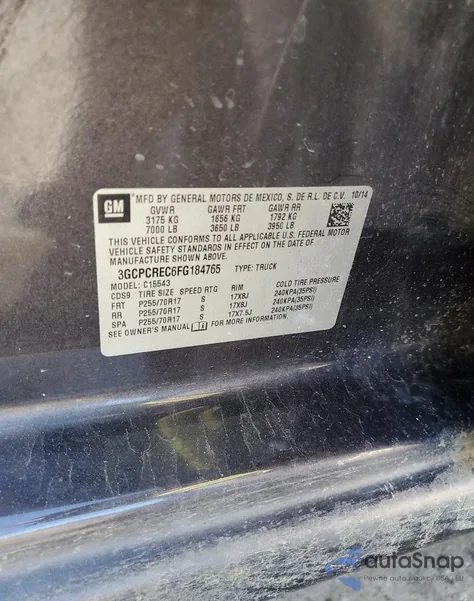 GM
MFD BY GENERAL MOTORS DE MEXICO, S. DE R.L. DE C.V. 10/14
GVWR GAWR FRT GAWR RR
3175 KG 1656 KG 1792 KG
7000 LB 3650 LB 3950 LB
THIS VEHICLE CONFORMS TO ALL APPLICABLE U.S. FEDERAL MOTOR
VEHICLE SAFETY STANDARDS IN EFFECT ON THE DATE OF
MANUFACTURE SHOWN ABOVE.
3GCPCREC6FG184765 TYPE: TRUCK
MODEL: C15543
CDS9 TIRE SIZE SPEED RTG RIM COLD TIRE PRESSURE
FRT P255/70R17 S 17X8J 240KPA(35PSI)
RR P255/70R17 S 17X8J 240KPA(35PSI)
SPA P255/70R17 S 17X7.5J 240KPA(35PSI)
SEE OWNER'S MANUAL FOR MORE INFORMATION.
autaSnap